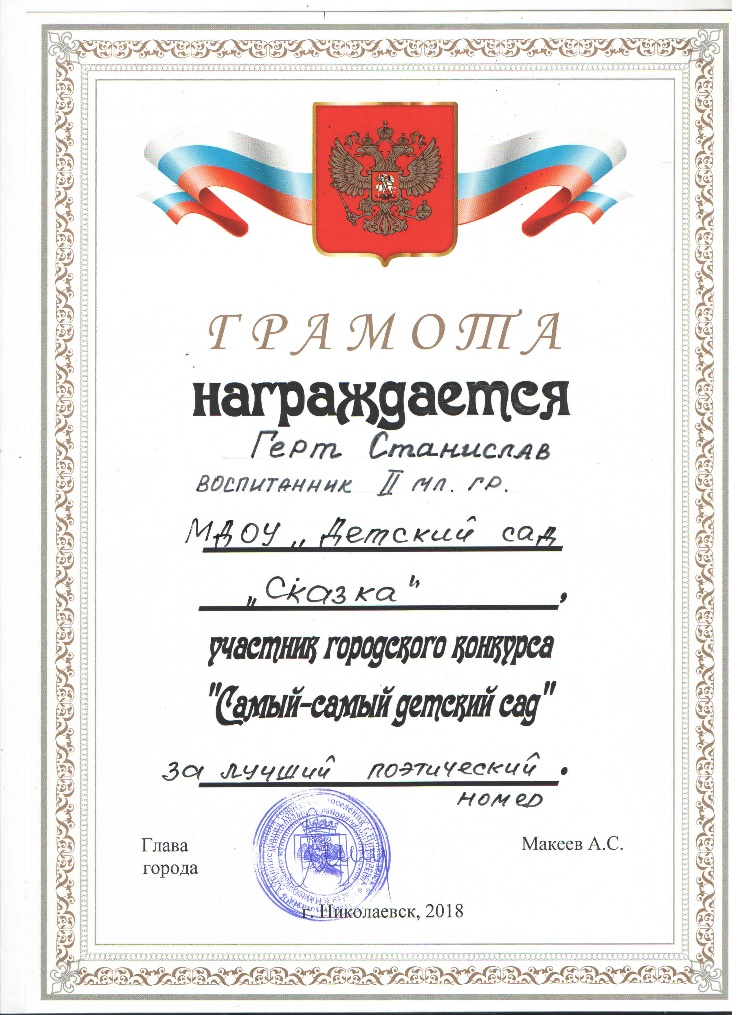 ГРАМОТА
награждается
Герт Станислав
воспитанник II мл. гр.
МДОУ „Детский сад
„Сказка",
участник городского конкурса
"Самый-самый детский сад"
за лучший поэтический.
номер
Глава
города
Макеев А.С.
г. Николаевск, 2018